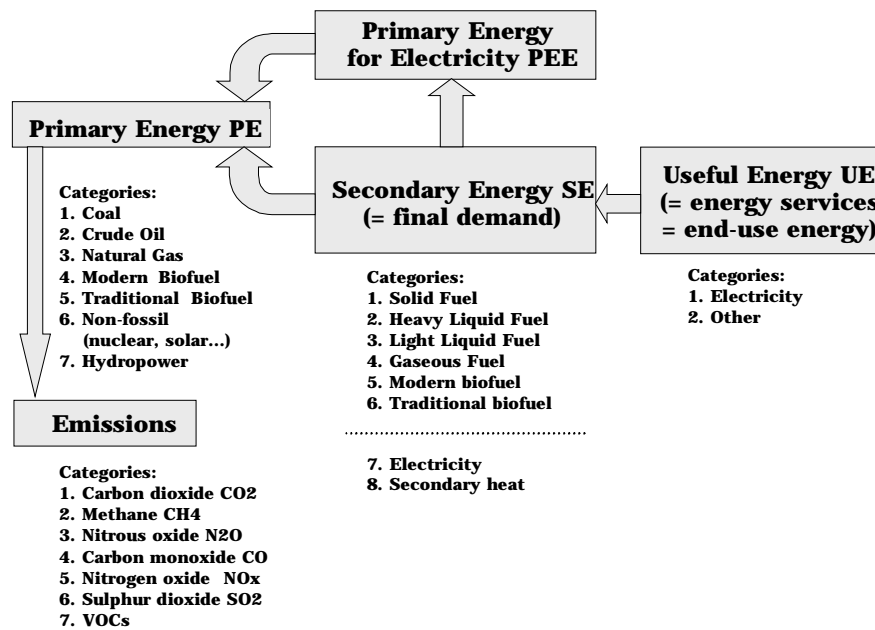 Primary Energy
for Electricity PEE
Primary Energy PE
Secondary Energy SE
(= final demand)
Useful Energy UE
(= energy services
= end-use energy)
Categories:
1. Coal
2. Crude Oil
3. Natural Gas
4. Modern Biofuel
5. Traditional Biofuel
6. Non-fossil
(nuclear, solar...)
7. Hydropower
Categories:
1. Solid Fuel
2. Heavy Liquid Fuel
3. Light Liquid Fuel
4. Gaseous Fuel
5. Modern biofuel
6. Traditional biofuel
7. Electricity
8. Secondary heat
Categories:
1. Electricity
2. Other
Emissions
Categories:
1. Carbon dioxide CO2
2. Methane CH4
3. Nitrous oxide N2O
4. Carbon monoxide CO
5. Nitrogen oxide NOx
6. Sulphur dioxide SO2
7. VOCs